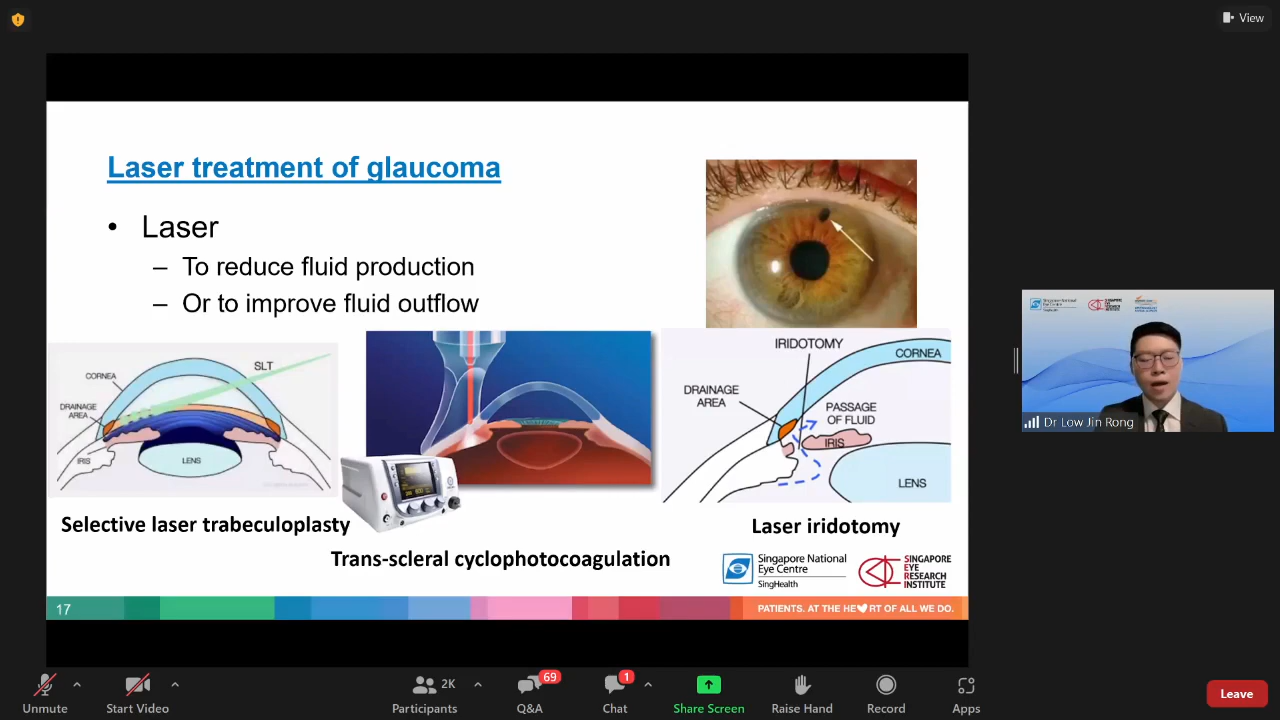 View
Laser treatment of glaucoma
• Laser
– To reduce fluid production
– Or to improve fluid outflow
SLT
CORNEA
DRAINAGE
AREA
IRIS
LENS
Selective laser trabeculoplasty
Trans-scleral cyclophotocoagulation
IRIDOTOMY
CORNEA
DRAINAGE
AREA
PASSAGE
OF FLUID
IRIS
LENS
Laser iridotomy
Singapore National
Eye Centre
SingHealth
SINGAPORE
EYE
RESEARCH
INSTITUTE
17
PATIENTS. AT THE HE♥RT OF ALL WE DO.
Dr Low Jin Rong
Unmute
Start Video
2K
Participants
69
Q&A
1
Chat
Share Screen
Raise Hand
Record
Apps
Leave